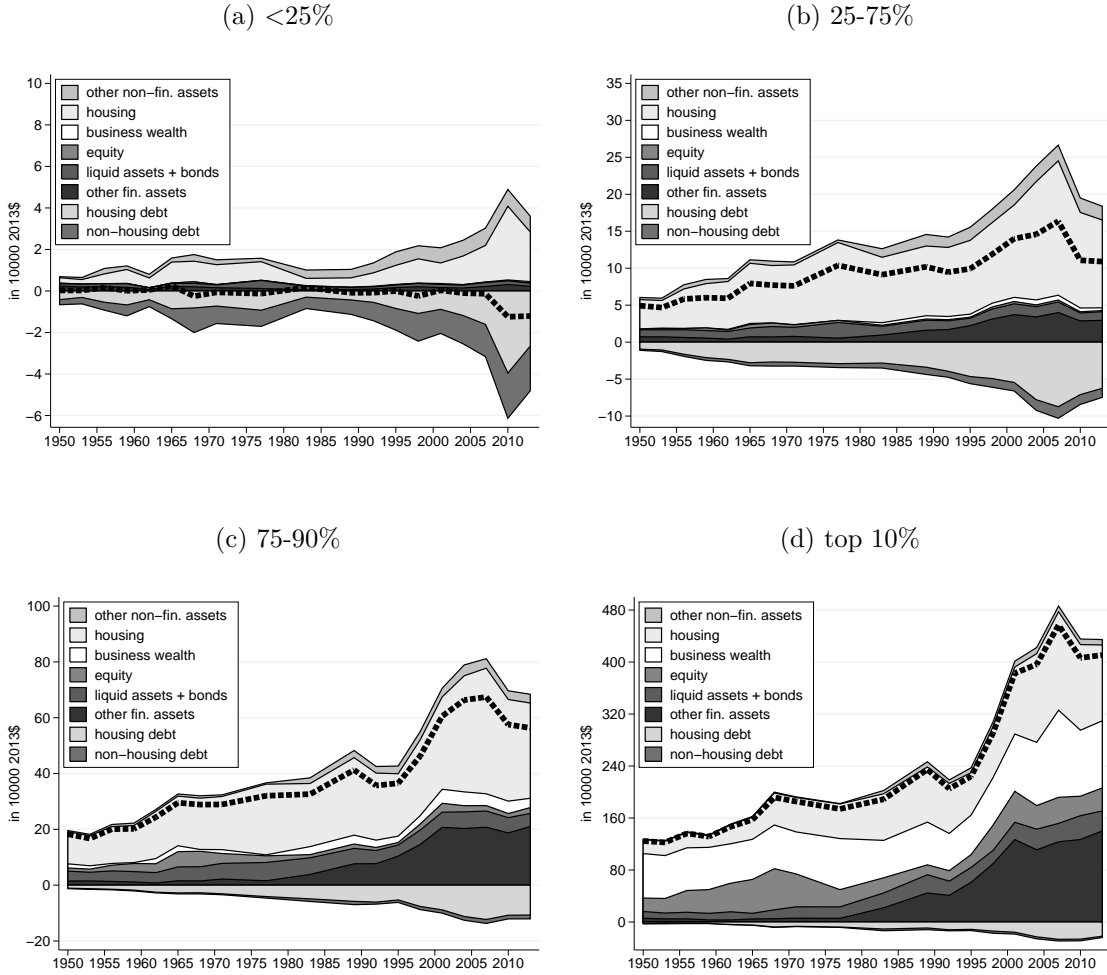 (a) <25%
in 10000 2013$
10
8
6
4
2
0
−2
−4
−6
other non−fin. assets
housing
business wealth
equity
liquid assets + bonds
other fin. assets
housing debt
non−housing debt
1950 1955 1960 1965 1970 1975 1980 1985 1990 1995 2000 2005 2010
(b) 25-75%
in 10000 2013$
35
30
25
20
15
10
5
0
−5
−10
other non−fin. assets
housing
business wealth
equity
liquid assets + bonds
other fin. assets
housing debt
non−housing debt
1950 1955 1960 1965 1970 1975 1980 1985 1990 1995 2000 2005 2010
(c) 75-90%
in 10000 2013$
100
80
60
40
20
0
−20
other non−fin. assets
housing
business wealth
equity
liquid assets + bonds
other fin. assets
housing debt
non−housing debt
1950 1955 1960 1965 1970 1975 1980 1985 1990 1995 2000 2005 2010
(d) top 10%
in 10000 2013$
480
400
320
240
160
80
0
other non−fin. assets
housing
business wealth
equity
liquid assets + bonds
other fin. assets
housing debt
non−housing debt
1950 1955 1960 1965 1970 1975 1980 1985 1990 1995 2000 2005 2010